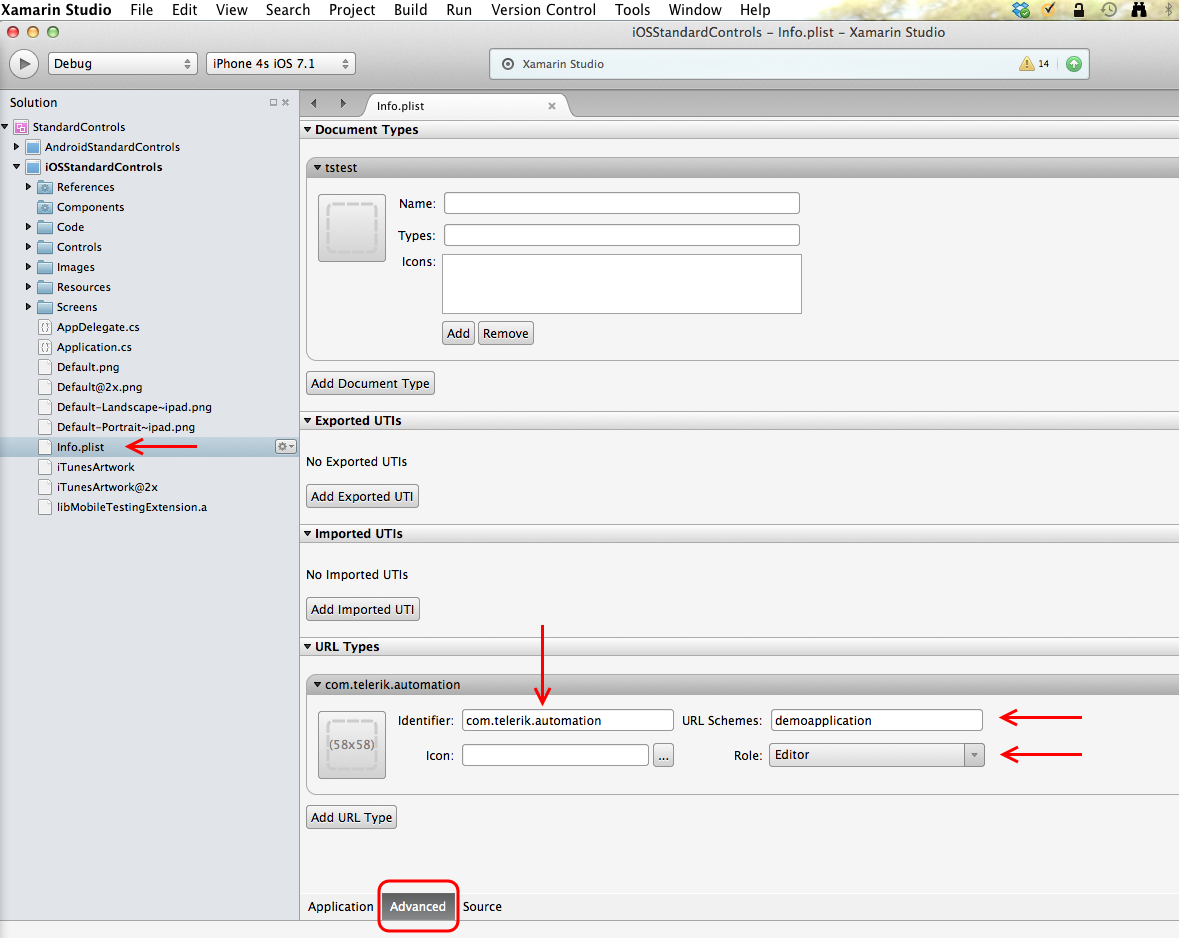 Xamarin Studio File Edit View Search Project Build Run Version Control Tools Window Help
iOSStandardControls – Info.plist – Xamarin Studio
Debug iPhone 4s iOS 7.1 Xamarin Studio 14
Solution
StandardControls
AndroidStandardControls
iOSStandardControls
References
Components
Code
Controls
Images
Resources
Screens
AppDelegate.cs
Application.cs
Default.png
Default@2x.png
Default-Landscape~ipad.png
Default-Portrait~ipad.png
Info.plist
iTunesArtwork
iTunesArtwork@2x
libMobileTestingExtension.a
Info.plist
Document Types
tstest
Name:
Types:
Icons:
Add Remove
Add Document Type
Exported UTIs
No Exported UTIs
Add Exported UTI
Imported UTIs
No Imported UTIs
Add Imported UTI
URL Types
com.telerik.automation
Identifier: com.telerik.automation URL Schemes: demoapplication
(58x58)
Icon: ... Role: Editor
Add URL Type
Application Advanced Source